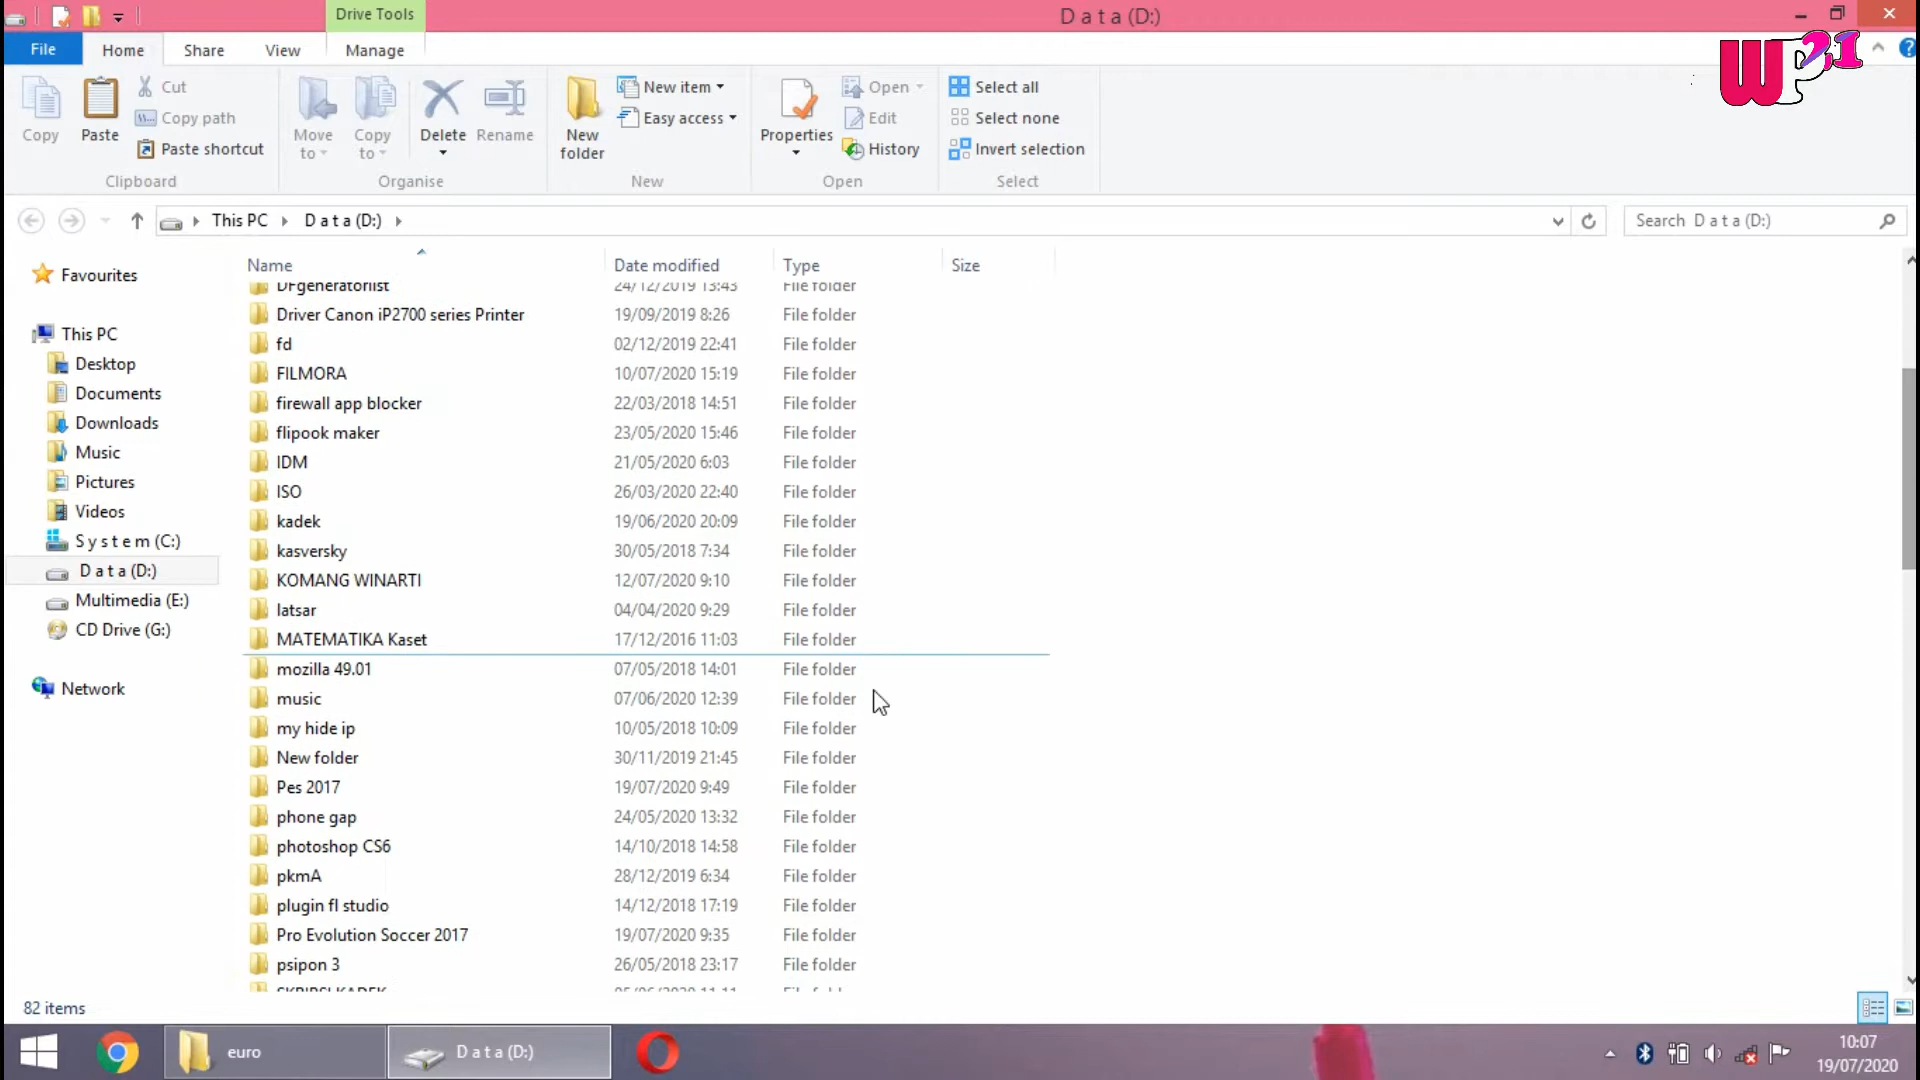 Drive Tools
D a t a (D:)
File Home Share View Manage
WP21
Copy
Paste
Cut
Copy path
Paste shortcut
Clipboard
Move to
Copy to
Delete
Rename
Organise
New folder
New item
Easy access
New
Properties
Open
Edit
History
Open
Select all
Select none
Invert selection
Select
This PC D a t a (D:)
Search D a t a (D:)
Favourites
This PC
Desktop
Documents
Downloads
Music
Pictures
Videos
S y s t e m (C:)
D a t a (D:)
Multimedia (E:)
CD Drive (G:)
Network
Name Date modified Type Size
DFgeneratorlist 24/12/2019 13:43 File folder
Driver Canon iP2700 series Printer 19/09/2019 8:26 File folder
fd 02/12/2019 22:41 File folder
FILMORA 10/07/2020 15:19 File folder
firewall app blocker 22/03/2018 14:51 File folder
flipook maker 23/05/2020 15:46 File folder
IDM 21/05/2020 6:03 File folder
ISO 26/03/2020 22:40 File folder
kadek 19/06/2020 20:09 File folder
kasversky 30/05/2018 7:34 File folder
KOMANG WINARTI 12/07/2020 9:10 File folder
latsar 04/04/2020 9:29 File folder
MATEMATIKA Kaset 17/12/2016 11:03 File folder
mozilla 49.01 07/05/2018 14:01 File folder
music 07/06/2020 12:39 File folder
my hide ip 10/05/2018 10:09 File folder
New folder 30/11/2019 21:45 File folder
Pes 2017 19/07/2020 9:49 File folder
phone gap 24/05/2020 13:32 File folder
photoshop CS6 14/10/2018 14:58 File folder
pkmA 28/12/2019 6:34 File folder
plugin fl studio 14/12/2018 17:19 File folder
Pro Evolution Soccer 2017 19/07/2020 9:35 File folder
psipon 3 26/05/2018 23:17 File folder
SKRIPSI KADEK
82 items
euro
D a t a (D:)
10:07
19/07/2020